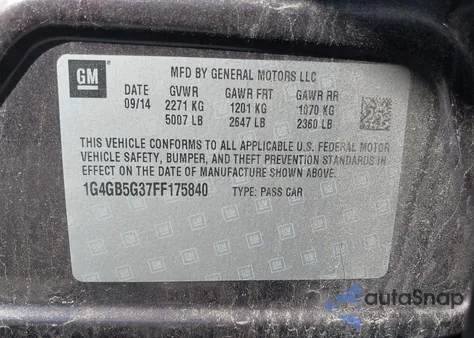 GM MFD BY GENERAL MOTORS LLC
DATE GVWR GAWR FRT GAWR RR
09/14 2271 KG 1201 KG 1070 KG
5007 LB 2647 LB 2360 LB
THIS VEHICLE CONFORMS TO ALL APPLICABLE U.S. FEDERAL MOTOR
VEHICLE SAFETY, BUMPER, AND THEFT PREVENTION STANDARDS IN
EFFECT ON THE DATE OF MANUFACTURE SHOWN ABOVE.
1G4GB5G37FF175840 TYPE: PASS CAR
autaSnap